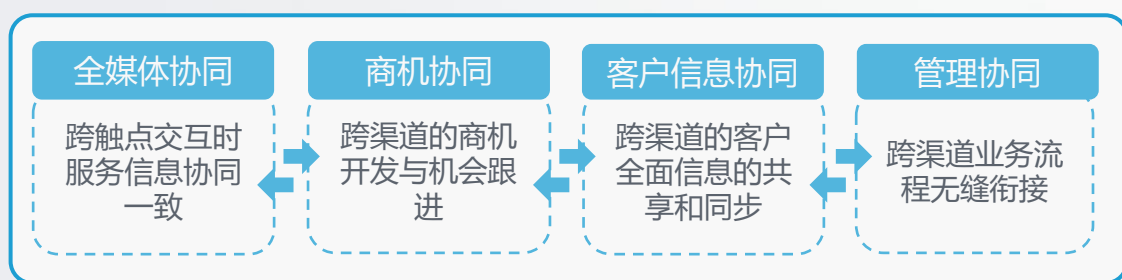 全媒体协同
跨触点交互时
服务信息协同
一致
商机协同
跨渠道的商机
开发与机会跟
进
客户信息协同
跨渠道的客户
全面信息的共
享和同步
管理协同
跨渠道业务流
程无缝衔接